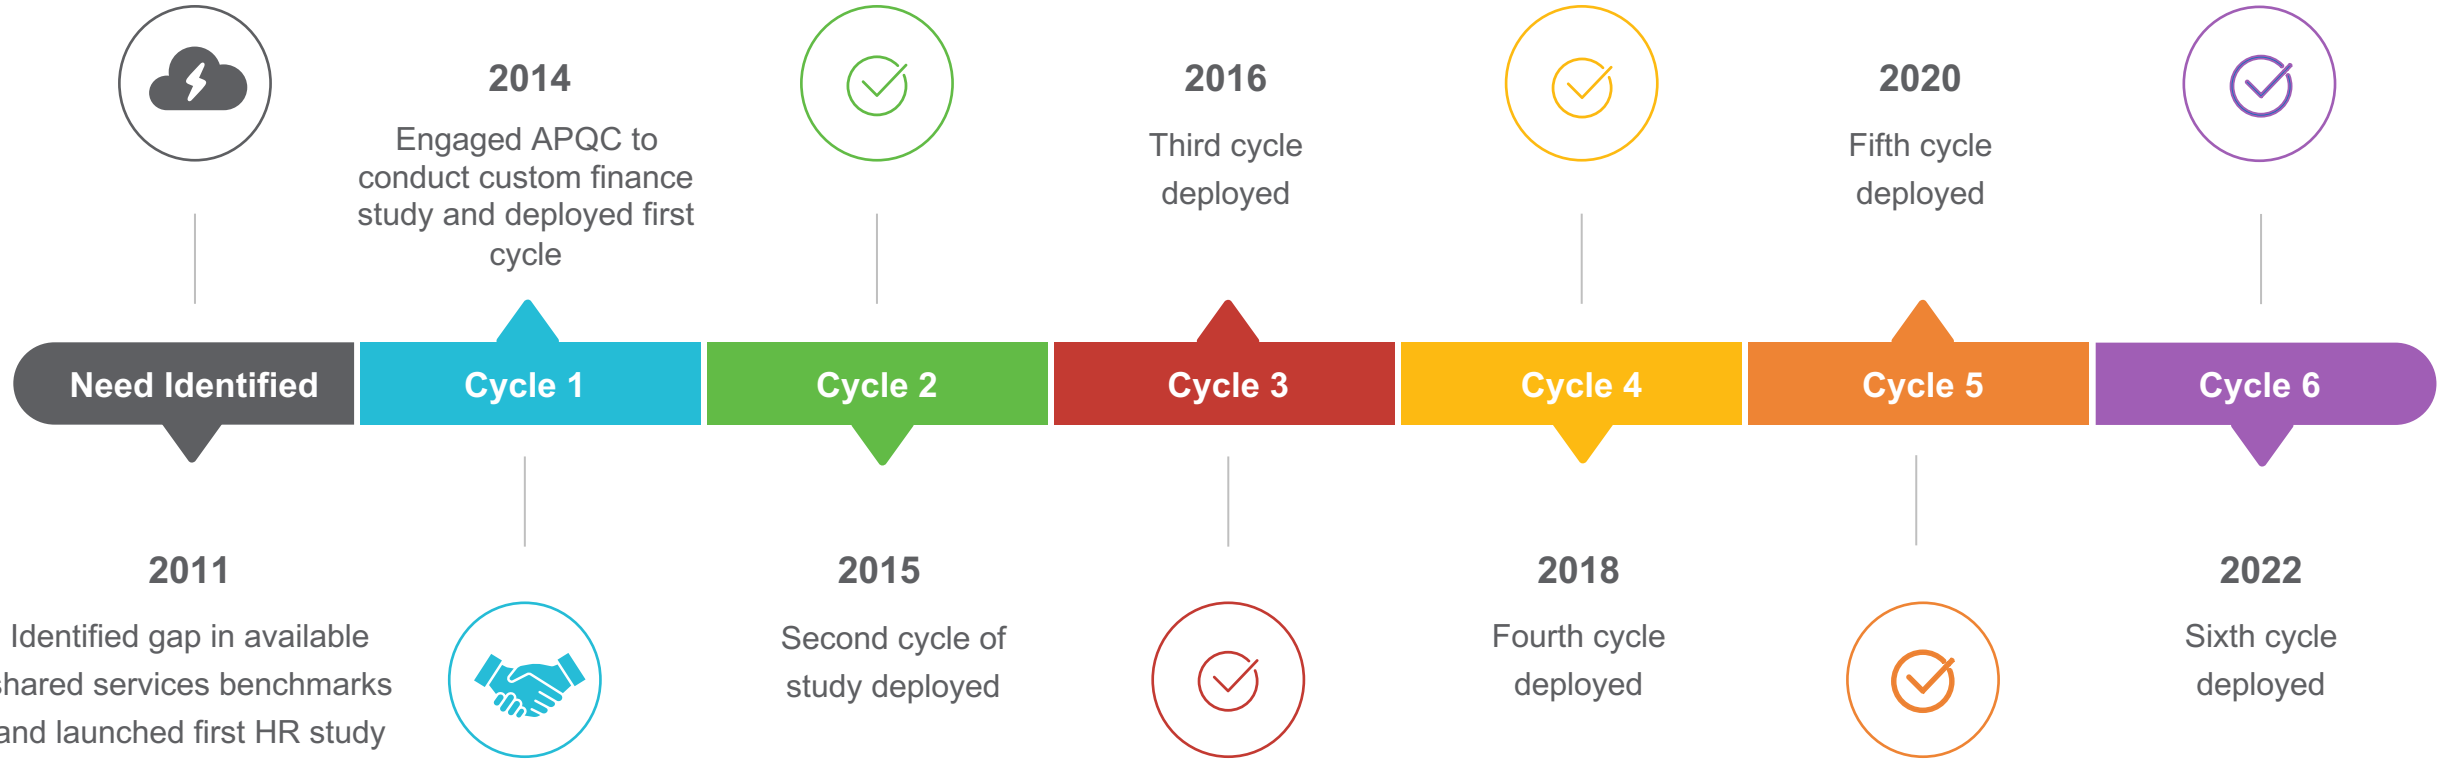 2014
Engaged APQC to
conduct custom finance
study and deployed first
cycle
2016
Third cycle
deployed
2020
Fifth cycle
deployed
Need Identified
Cycle 1
Cycle 2
Cycle 3
Cycle 4
Cycle 5
Cycle 6
2011
Identified gap in available
shared services benchmarks
and launched first HR study
2015
Second cycle of
study deployed
2018
Fourth cycle
deployed
2022
Sixth cycle
deployed